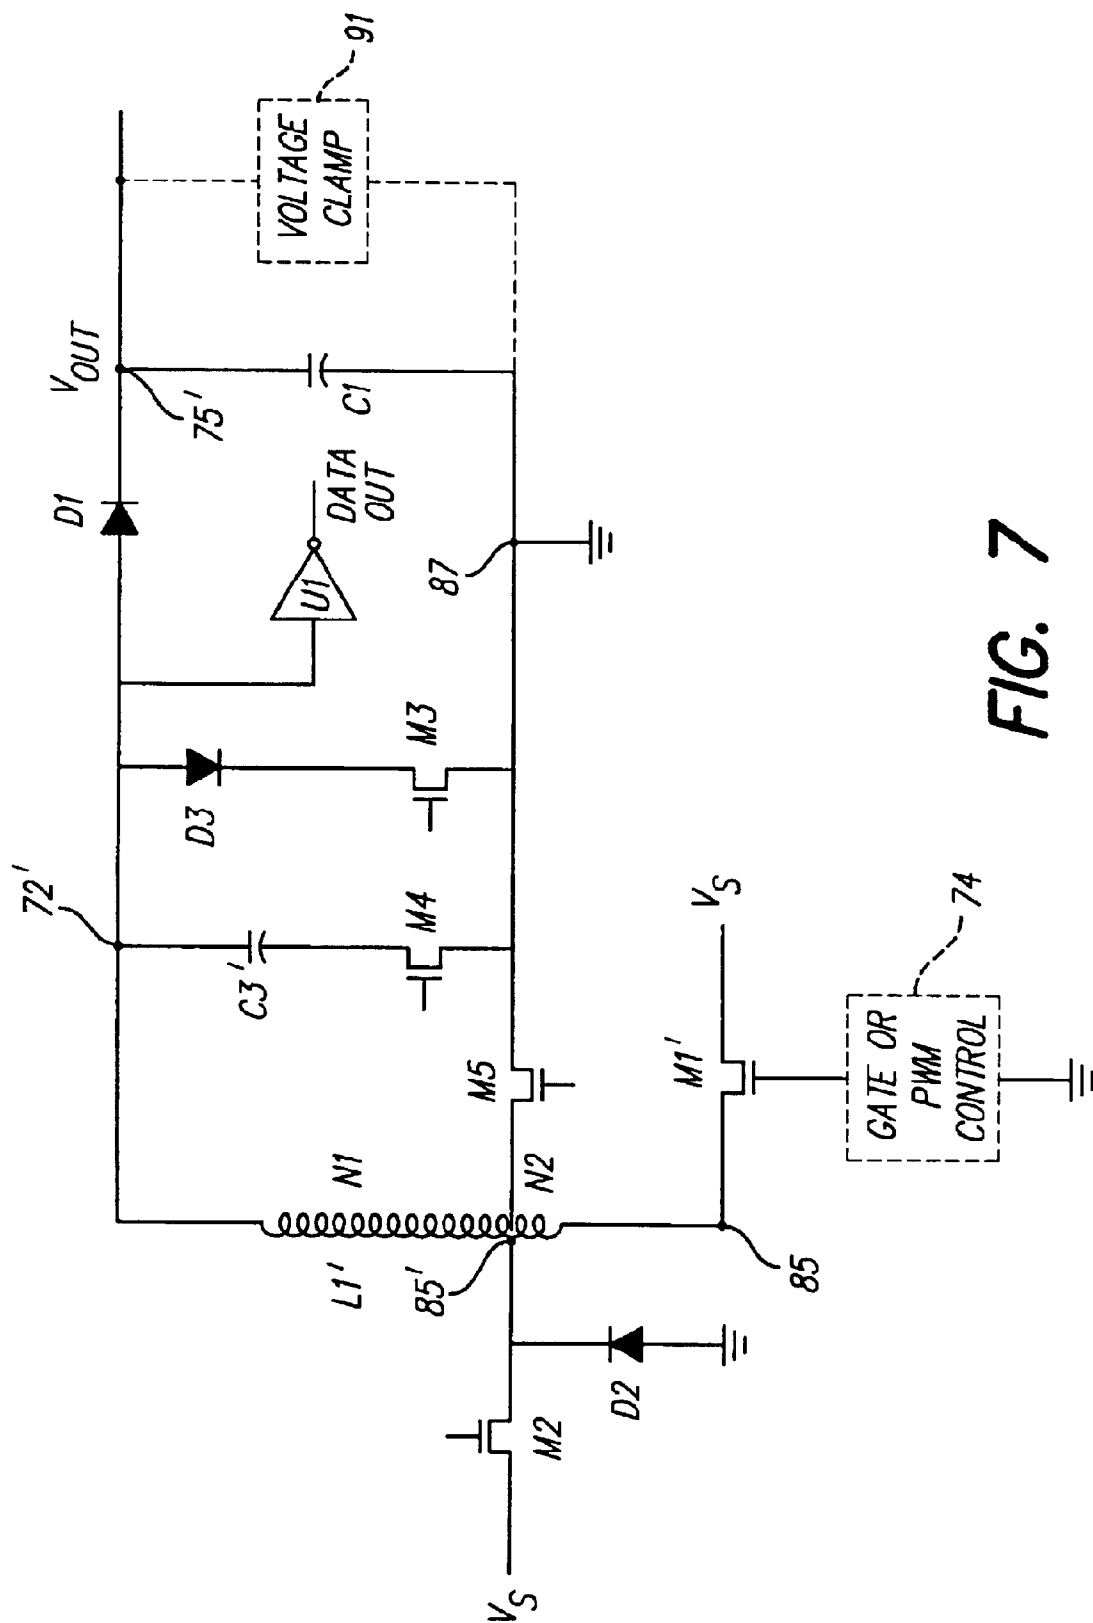 72'
D1
V_OUT
75'
VOLTAGE
CLAMP
91
C3'
M4
D3
M3
U1
DATA
OUT
C1
87
L1'
N1
N2
M5
85'
V_S
M2
D2
85
M1'
V_S
GATE OR
PWM
CONTROL
74
FIG. 7